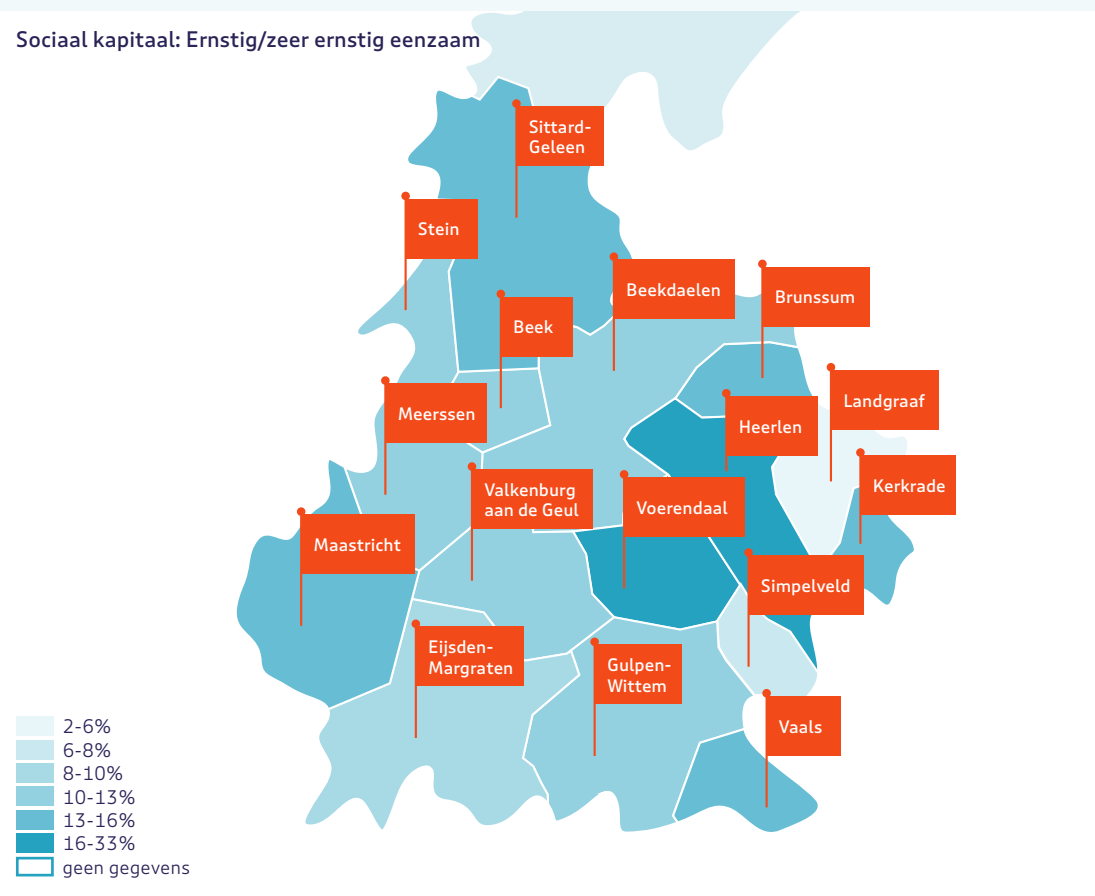 Sociaal kapitaal: Ernstig/zeer ernstig eenzaam
Sittard-
Geleen
Stein
Beekdaelen
Brunssum
Beek
Landgraaf
Meerssen
Heerlen
Kerkrade
Valkenburg
aan de Geul
Voerendaal
Maastricht
Simpelveld
Eijsden-
Margraten
Gulpen-
Wittem
Vaals
2-6%
6-8%
8-10%
10-13%
13-16%
16-33%
geen gegevens